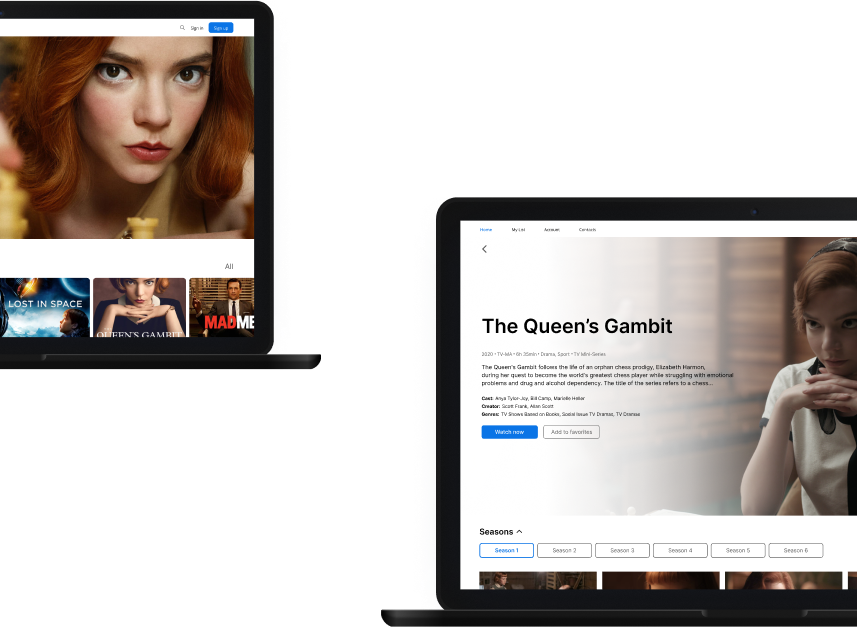 Sign in
Sign up
All
LOST IN SPACE
QUEEN'S GAMBIT
MADME
Home
My List
Account
Contacts
The Queen's Gambit
2020 • TV-MA • 6h 35min • Drama, Sport • TV Mini-Series
The Queen's Gambit follows the life of an orphan chess prodigy, Elizabeth Harmon,
during her quest to become the world's greatest chess player while struggling with emotional
problems and drug and alcohol dependency. The title of the series refers to a chess...
Cast: Anya Tylor-Joy, Bill Camp, Marielle Heller
Creator: Scott Frank, Allan Scott
Genres: TV Shows Based on Books, Social Issue TV Dramas, TV Dramas
Watch now
Add to favorites
Seasons
Season 1
Season 2
Season 3
Season 4
Season 5
Season 6